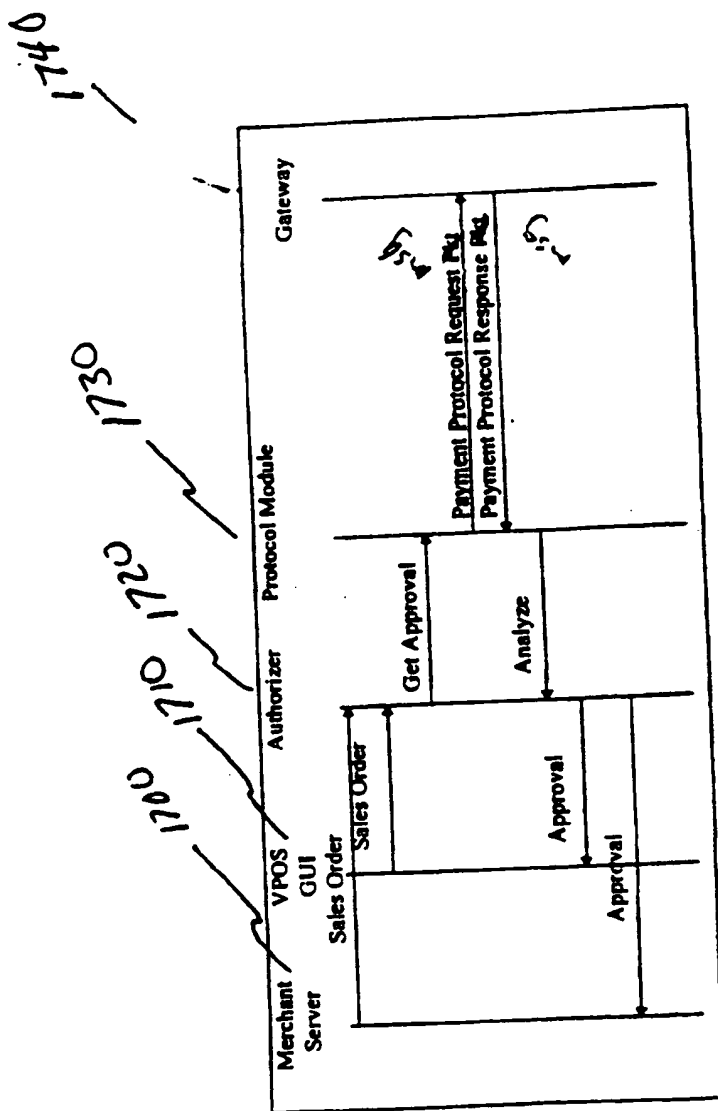 1700
1710
1720
1730
1740
Merchant
Server
VPOS
GUI
Authorizer
Protocol Module
Gateway
Sales Order
Sales Order
Get Approval
Payment Protocol Request Pkt
Payment Protocol Response Pkt
Analyze
Approval
Approval